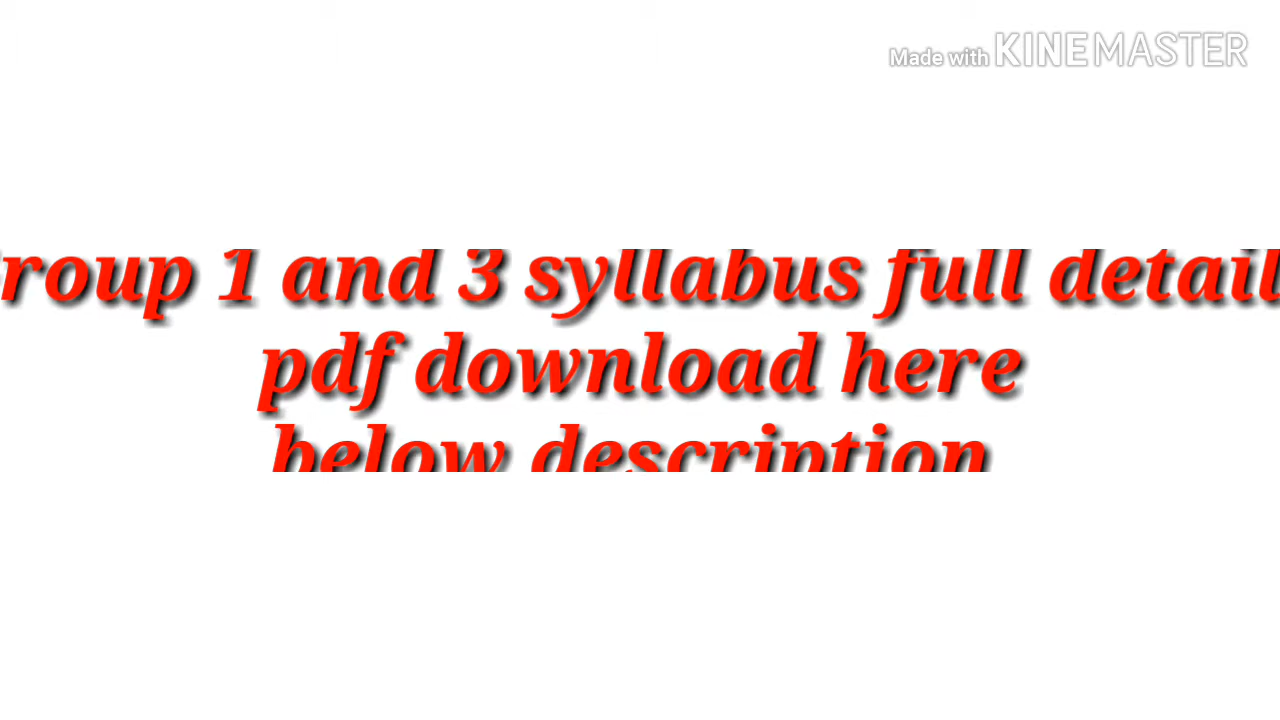 Made with KINEMASTER
roup 1 and 3 syllabus full detail
pdf download here
below description